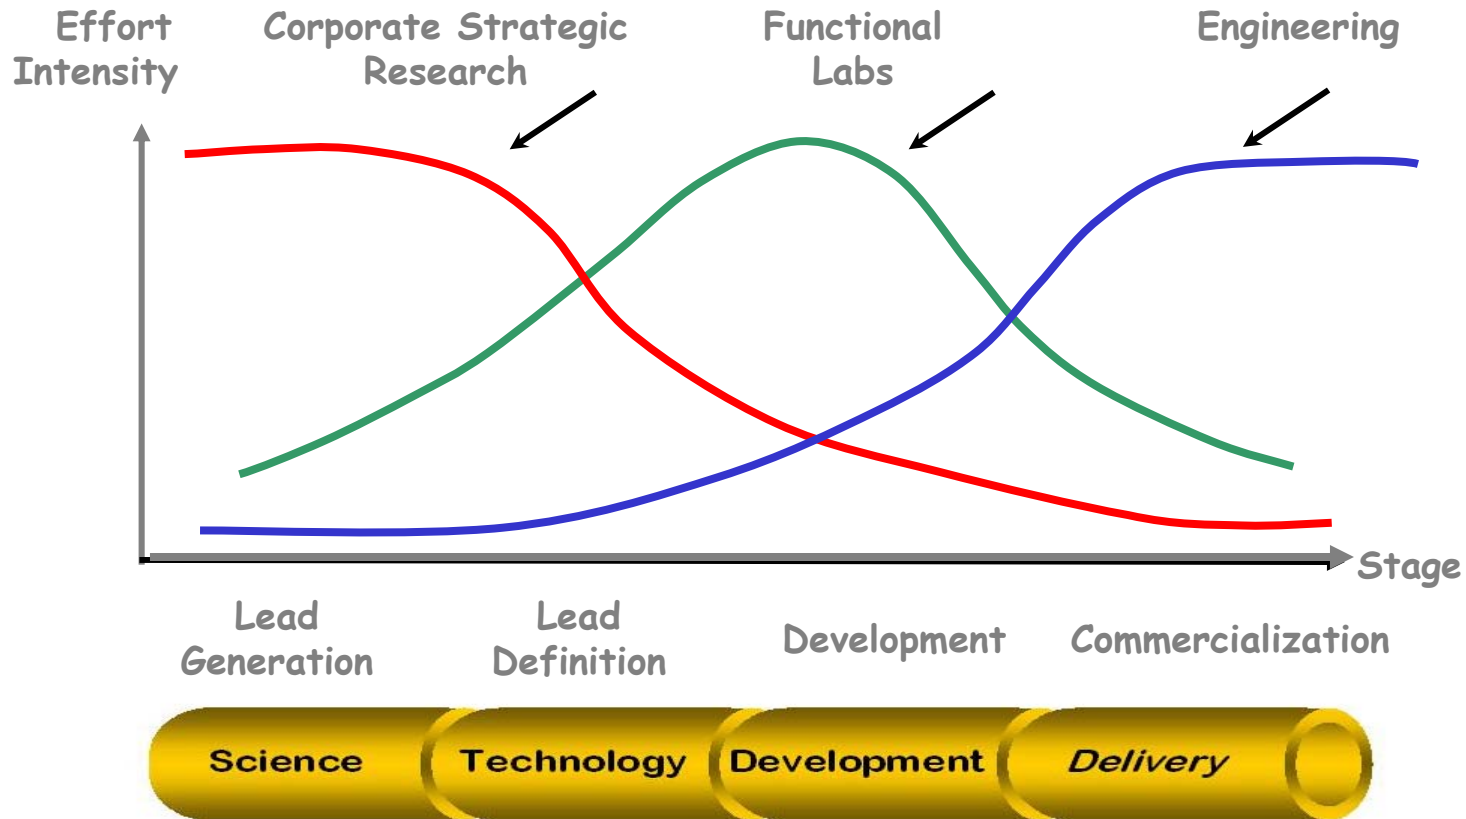 Effort
Intensity
Corporate Strategic
Research
Functional
Labs
Engineering
Stage
Lead
Generation
Lead
Definition
Development
Commercialization
Science
Technology
Development
Delivery